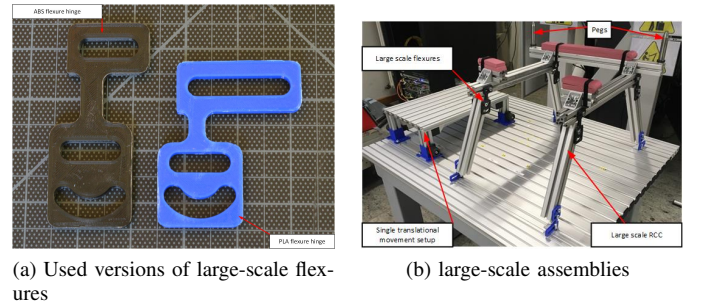 ABS flexure hinge
PLA flexure hinge
(a) Used versions of large-scale flex-
ures
Pegs
Large scale flexures
Single translational
movement setup
Large scale RCC
(b) large-scale assemblies